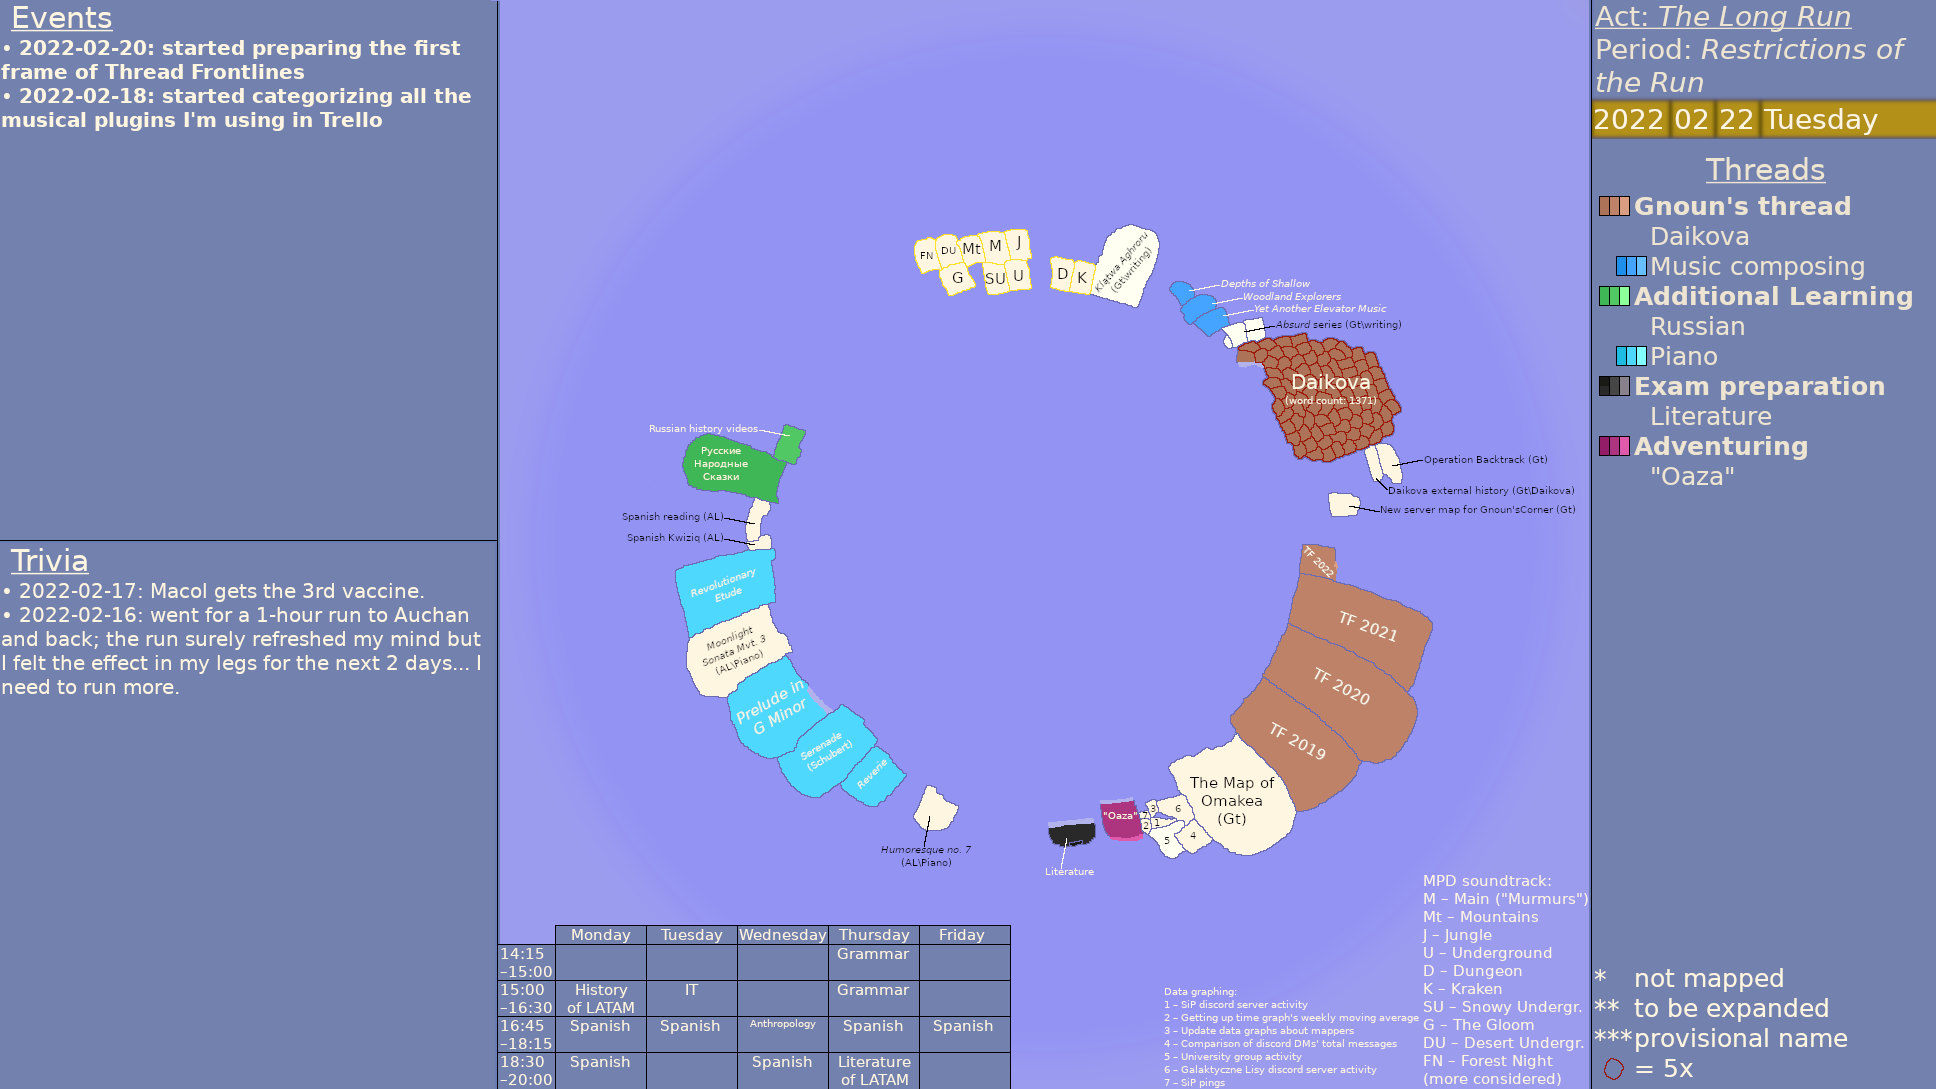 Events
• 2022-02-20: started preparing the first
frame of Thread Frontlines
• 2022-02-18: started categorizing all the
musical plugins I'm using in Trello
Trivia
• 2022-02-17: Macol gets the 3rd vaccine.
• 2022-02-16: went for a 1-hour run to Auchan
and back; the run surely refreshed my mind but
I felt the effect in my legs for the next 2 days... I
need to run more.
FN
DU
Mt
M
J
G
SU
U
D
K
Klątwa Aghroru
(Gt\writing)
Depths of Shallow
Woodland Explorers
Yet Another Elevator Music
Absurd series (Gt\writing)
Daikova
(word count: 1371)
Operation Backtrack (Gt)
Daikova external history (Gt\Daikova)
New server map for Gnoun'sCorner (Gt)
TF 2022
TF 2021
TF 2020
TF 2019
The Map of
Omakea
(Gt)
3
6
7
2
1
5
4
"Oaza"
Literature
Russian history videos
Русские
Народные
Сказки
Spanish reading (AL)
Spanish Kwiziq (AL)
Revolutionary
Etude
Moonlight
Sonata Mvt. 3
(AL\Piano)
Prelude in
G Minor
Serenade
(Schubert)
Reverie
Humoresque no. 7
(AL\Piano)
Monday Tuesday Wednesday Thursday Friday
14:15
–15:00
Grammar
15:00
–16:30
History
of LATAM
IT
Grammar
16:45
–18:15
Spanish Spanish Anthropology Spanish Spanish
18:30
–20:00
Spanish
Spanish
Literature
of LATAM
Data graphing:
1 – SiP discord server activity
2 – Getting up time graph's weekly moving average
3 – Update data graphs about mappers
4 – Comparison of discord DMs' total messages
5 – University group activity
6 – Galaktyczne Lisy discord server activity
7 – SiP pings
MPD soundtrack:
M – Main ("Murmurs")
Mt – Mountains
J – Jungle
U – Underground
D – Dungeon
K – Kraken
SU – Snowy Undergr.
G – The Gloom
DU – Desert Undergr.
FN – Forest Night
(more considered)
Act: The Long Run
Period: Restrictions of
the Run
2022 02 22 Tuesday
Threads
Gnoun's thread
Daikova
Music composing
Additional Learning
Russian
Piano
Exam preparation
Literature
Adventuring
"Oaza"
* not mapped
** to be expanded
*** provisional name
= 5x